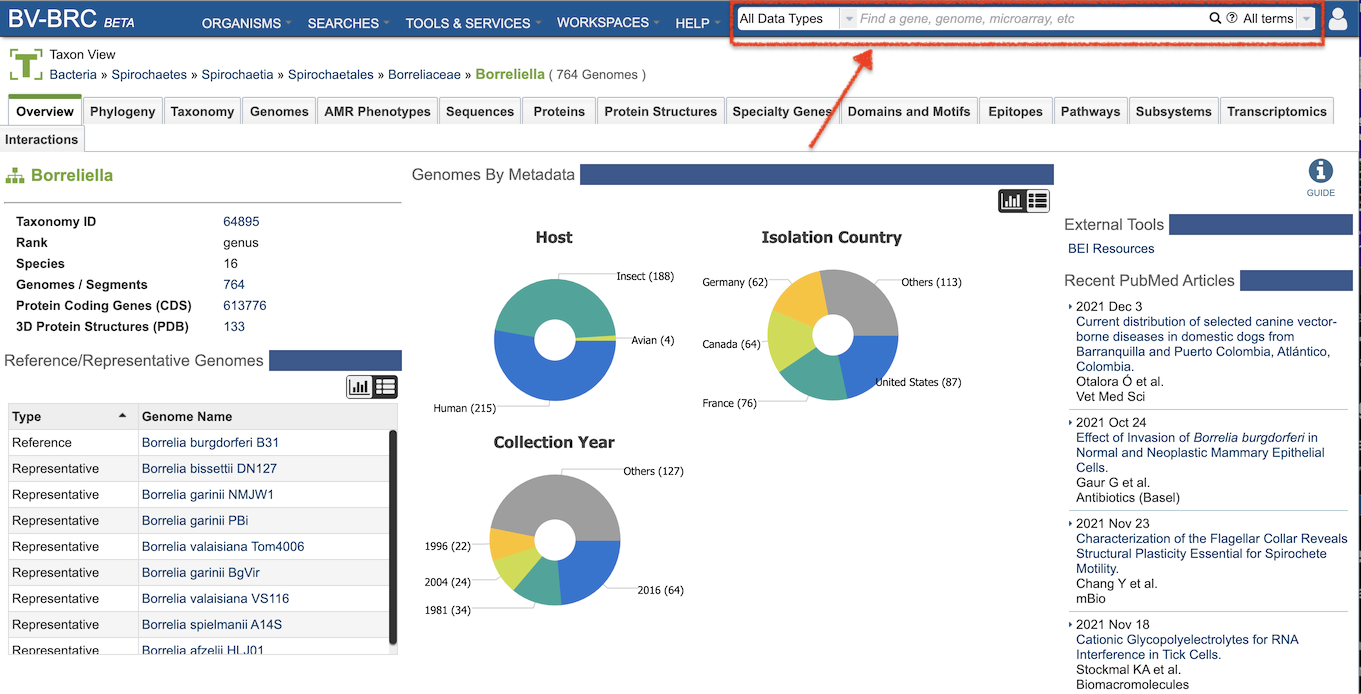 BV-BRC BETA
ORGANISMS SEARCHES TOOLS & SERVICES WORKSPACES HELP All Data Types Find a gene, genome, microarray, etc All terms
Taxon View
Bacteria » Spirochaetes » Spirochaetia » Spirochaetales » Borreliaceae » Borreliella ( 764 Genomes )
Overview Phylogeny Taxonomy Genomes AMR Phenotypes Sequences Proteins Protein Structures Specialty Genes Domains and Motifs Epitopes Pathways Subsystems Transcriptomics
Interactions
Borreliella
Taxonomy ID 64895
Rank genus
Species 16
Genomes / Segments 764
Protein Coding Genes (CDS) 613776
3D Protein Structures (PDB) 133
Reference/Representative Genomes
Type Genome Name
Reference Borrelia burgdorferi B31
Representative Borrelia bissettii DN127
Representative Borrelia garinii NMJW1
Representative Borrelia garinii PBi
Representative Borrelia valaisiana Tom4006
Representative Borrelia garinii BgVir
Representative Borrelia valaisiana VS116
Representative Borrelia spielmanii A14S
Representative Borrelia afzelii HLJ01
Genomes By Metadata
Host
Insect (188)
Avian (4)
Human (215)
Isolation Country
Germany (62)
Others (113)
Canada (64)
United States (87)
France (76)
Collection Year
Others (127)
1996 (22)
2004 (24)
2016 (64)
1981 (34)
GUIDE
External Tools
BEI Resources
Recent PubMed Articles
2021 Dec 3
Current distribution of selected canine vector-
borne diseases in domestic dogs from
Barranquilla and Puerto Colombia, Atlántico,
Colombia.
Otalora Ó et al.
Vet Med Sci
2021 Oct 24
Effect of Invasion of Borrelia burgdorferi in
Normal and Neoplastic Mammary Epithelial
Cells.
Gaur G et al.
Antibiotics (Basel)
2021 Nov 23
Characterization of the Flagellar Collar Reveals
Structural Plasticity Essential for Spirochete
Motility.
Chang Y et al.
mBio
2021 Nov 18
Cationic Glycopolyelectrolytes for RNA
Interference in Tick Cells.
Stockmal KA et al.
Biomacromolecules